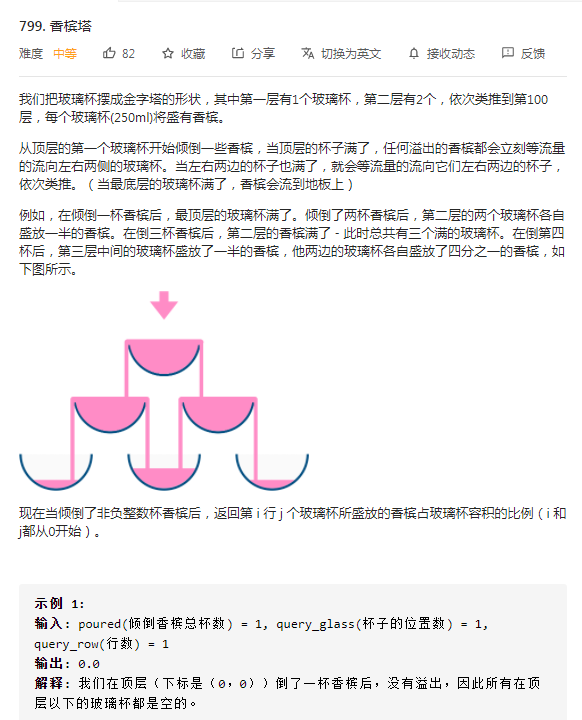 799. 香槟塔
难度 中等 82 收藏 分享 切换为英文 接收动态 反馈
我们把玻璃杯摆成金字塔的形状，其中第一层有1个玻璃杯，第二层有2个，依次类推到第100
层，每个玻璃杯(250ml)将盛有香槟。
从顶层的第一个玻璃杯开始倾倒一些香槟，当顶层的杯子满了，任何溢出的香槟都会立刻等流量
的流向左右两侧的玻璃杯。当左右两边的杯子也满了，就会等流量的流向它们左右两边的杯子，
依次类推。（当最底层的玻璃杯满了，香槟会流到地板上）
例如，在倾倒一杯香槟后，最顶层的玻璃杯满了。倾倒了两杯香槟后，第二层的两个玻璃杯各自
盛放一半的香槟。在倒三杯香槟后，第二层的香槟满了 - 此时总共有三个满的玻璃杯。在倒第四
杯后，第三层中间的玻璃杯盛放了一半的香槟，他两边的玻璃杯各自盛放了四分之一的香槟，如
下图所示。
现在当倾倒了非负整数杯香槟后，返回第 i 行 j 个玻璃杯所盛放的香槟占玻璃杯容积的比例（i 和
j都从0开始）。
示例 1:
输入: poured(倾倒香槟总杯数) = 1, query_glass(杯子的位置数) = 1,
query_row(行数) = 1
输出: 0.0
解释: 我们在顶层（下标是（0，0））倒了一杯香槟后，没有溢出，因此所有在顶
层以下的玻璃杯都是空的。